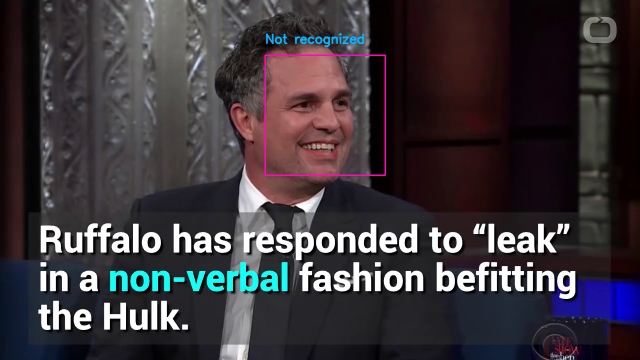 Not recognized
Ruffalo has responded to “leak”
in a non-verbal fashion befitting
the Hulk.